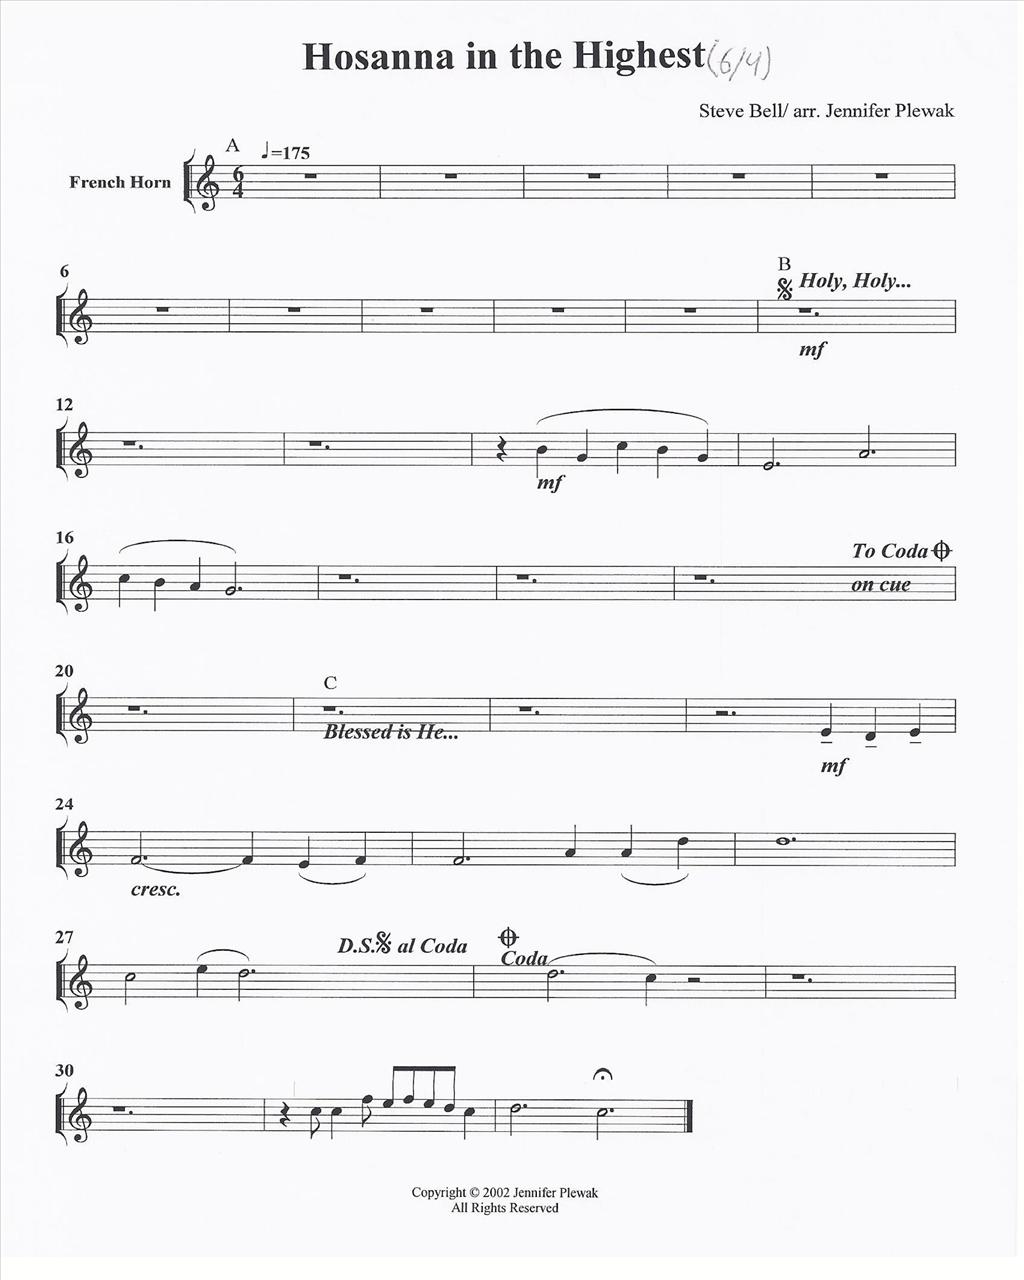 Hosanna in the Highest (6/4)
Steve Bell/ arr. Jennifer Plewak
A ♩=175
French Horn 6/4
6
B
Holy, Holy...
mf
12
mf
16
To Coda
on cue
20
C
Blessed is He...
mf
24
cresc.
27
D.S. al Coda
Coda
30
Copyright © 2002 Jennifer Plewak
All Rights Reserved